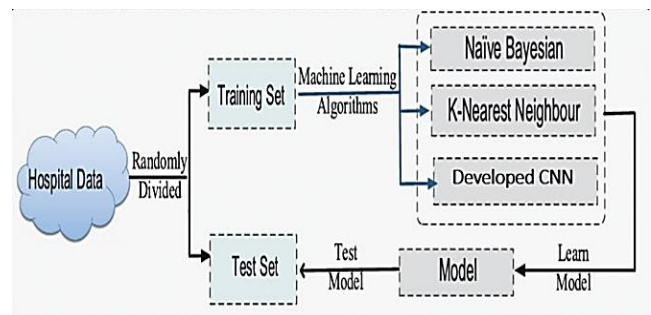 Hospital Data
Randomly
Divided
Training Set
Machine Learning
Algorithms
Naïve Bayesian
K-Nearest Neighbour
Developed CNN
Learn
Model
Model
Test
Model
Test Set